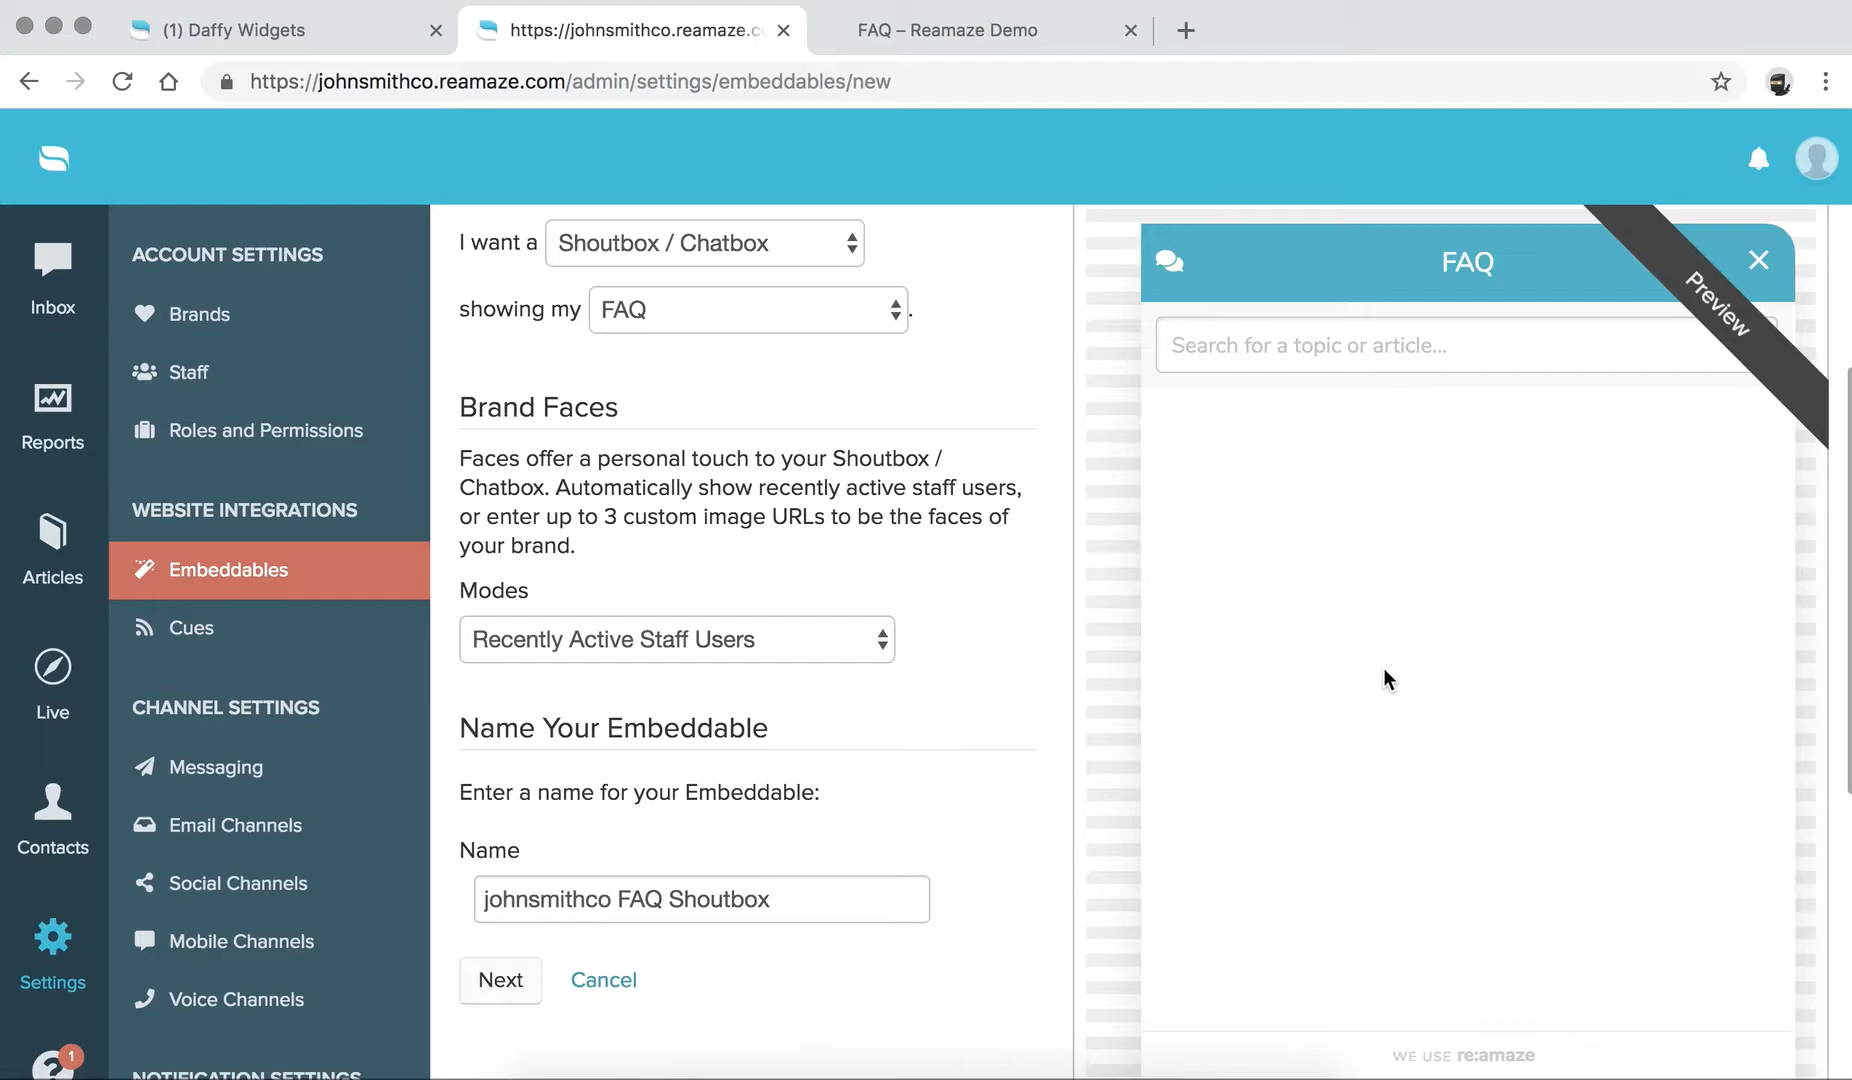 (1) Daffy Widgets
https://johnsmithco.reamaze.c
FAQ – Reamaze Demo
https://johnsmithco.reamaze.com/admin/settings/embeddables/new
Inbox
Reports
Articles
Live
Contacts
Settings
1
ACCOUNT SETTINGS
Brands
Staff
Roles and Permissions
WEBSITE INTEGRATIONS
Embeddables
Cues
CHANNEL SETTINGS
Messaging
Email Channels
Social Channels
Mobile Channels
Voice Channels
NOTIFICATION SETTINGS
I want a Shoutbox / Chatbox
showing my FAQ .
Brand Faces
Faces offer a personal touch to your Shoutbox /
Chatbox. Automatically show recently active staff users,
or enter up to 3 custom image URLs to be the faces of
your brand.
Modes
Recently Active Staff Users
Name Your Embeddable
Enter a name for your Embeddable:
Name
johnsmithco FAQ Shoutbox
Next Cancel
FAQ
Preview
Search for a topic or article...
WE USE re:amaze